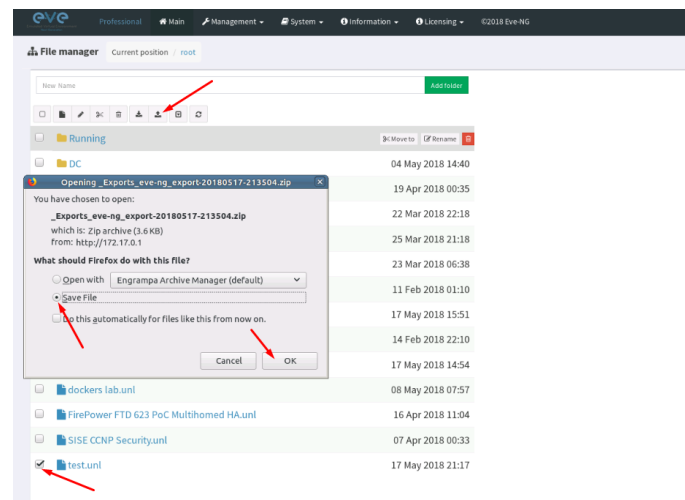 eve
Professional Main Management System Information Licensing ©2018 Eve-NG
File manager Current position / root
New Name Add folder
Running Move to Rename
DC 04 May 2018 14:40
19 Apr 2018 00:35
22 Mar 2018 22:18
25 Mar 2018 21:18
23 Mar 2018 06:38
11 Feb 2018 01:10
17 May 2018 15:51
14 Feb 2018 22:10
17 May 2018 14:54
Opening _Exports_eve-ng_export-20180517-213504.zip
You have chosen to open:
_Exports_eve-ng_export-20180517-213504.zip
which is: Zip archive (3.6 KB)
from: http://172.17.0.1
What should Firefox do with this file?
Open with Engrampa Archive Manager (default)
Save File
Do this automatically for files like this from now on.
Cancel OK
dockers lab.unl 08 May 2018 07:57
FirePower FTD 623 PoC Multihomed HA.unl 16 Apr 2018 11:04
SISE CCNP Security.unl 07 Apr 2018 00:33
test.unl 17 May 2018 21:17